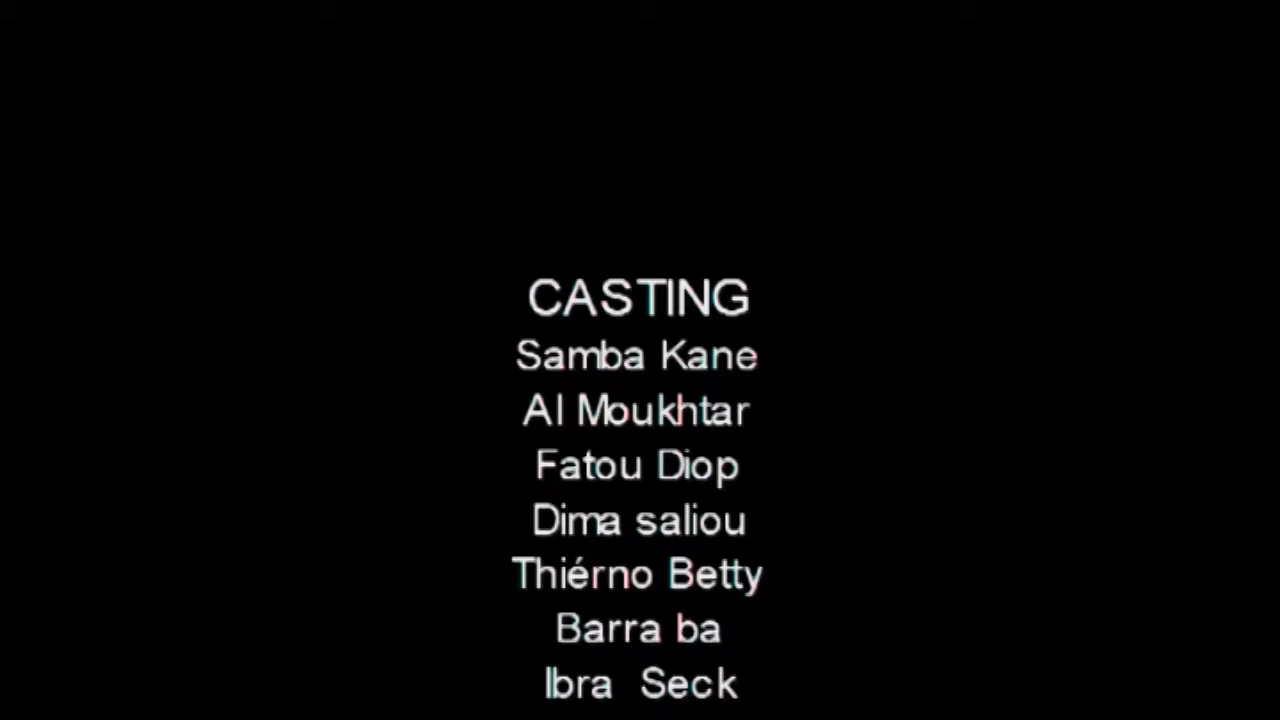 CASTING
Samba Kane
Al Moukhtar
Fatou Diop
Dima saliou
Thiérno Betty
Barra ba
Ibra Seck